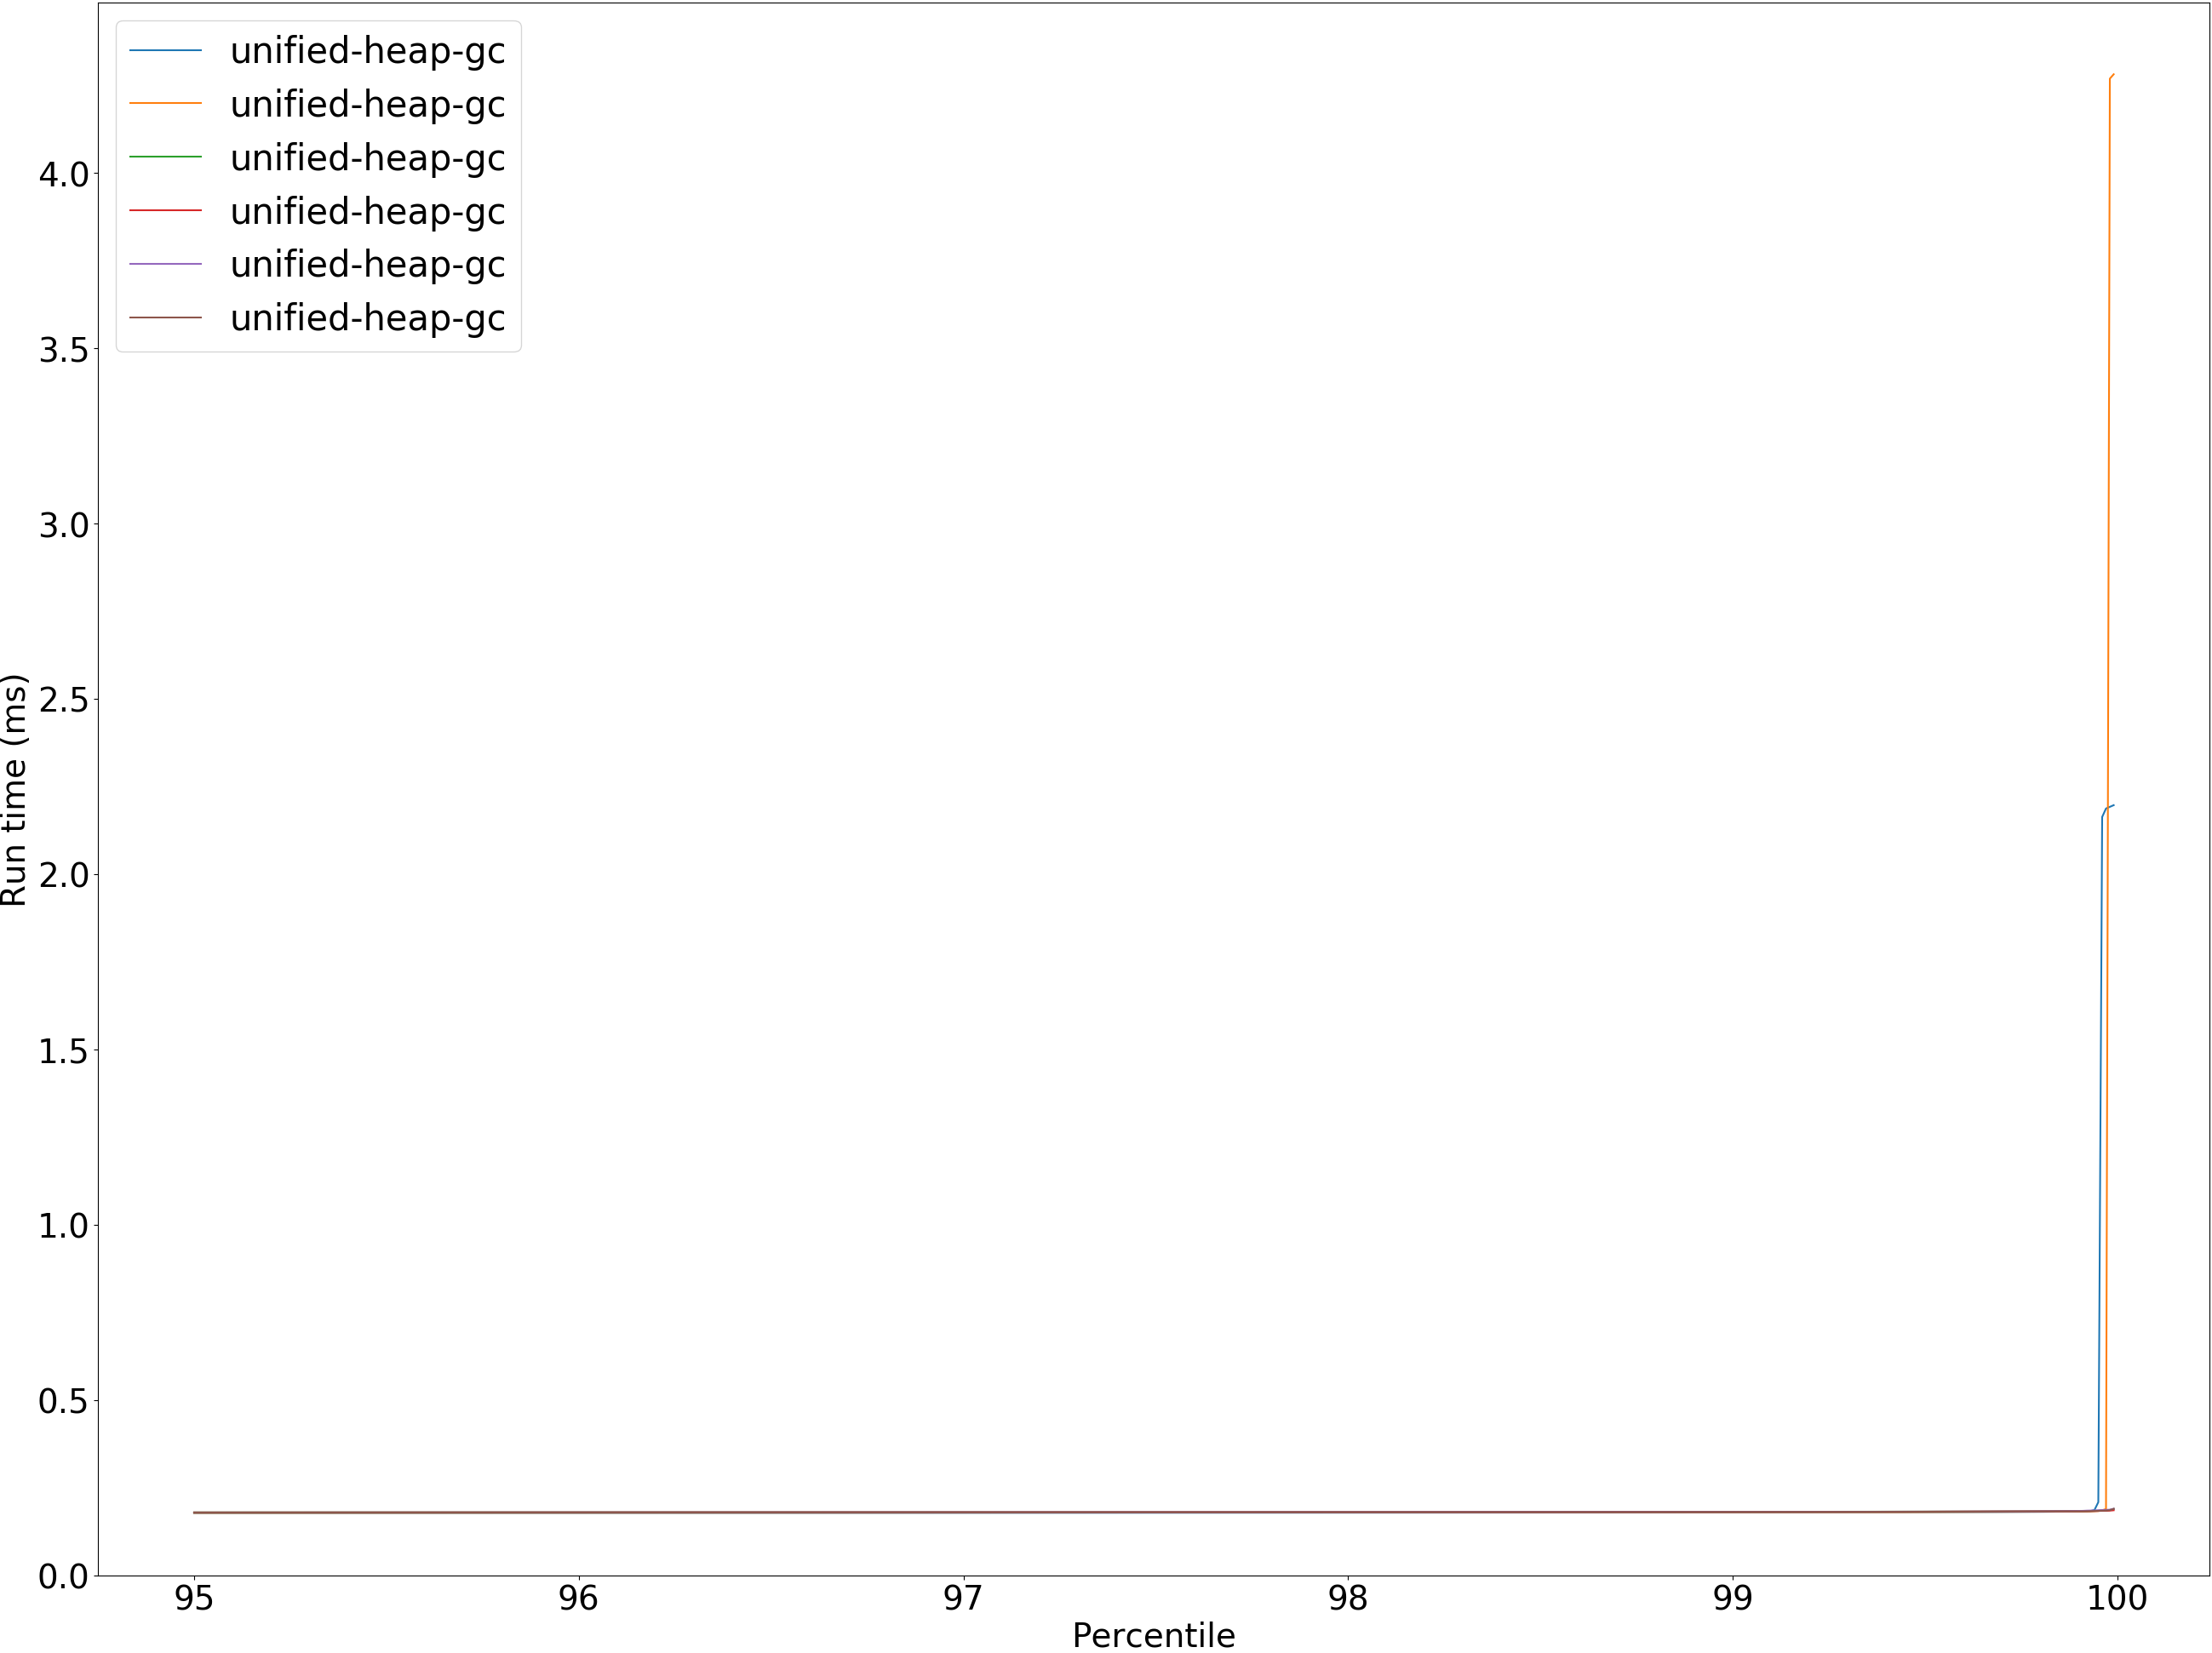 unified-heap-gc
unified-heap-gc
unified-heap-gc
unified-heap-gc
unified-heap-gc
unified-heap-gc
4.0
3.5
3.0
2.5
2.0
1.5
1.0
0.5
0.0
Run time (ms)
95 96 97 98 99 100
Percentile